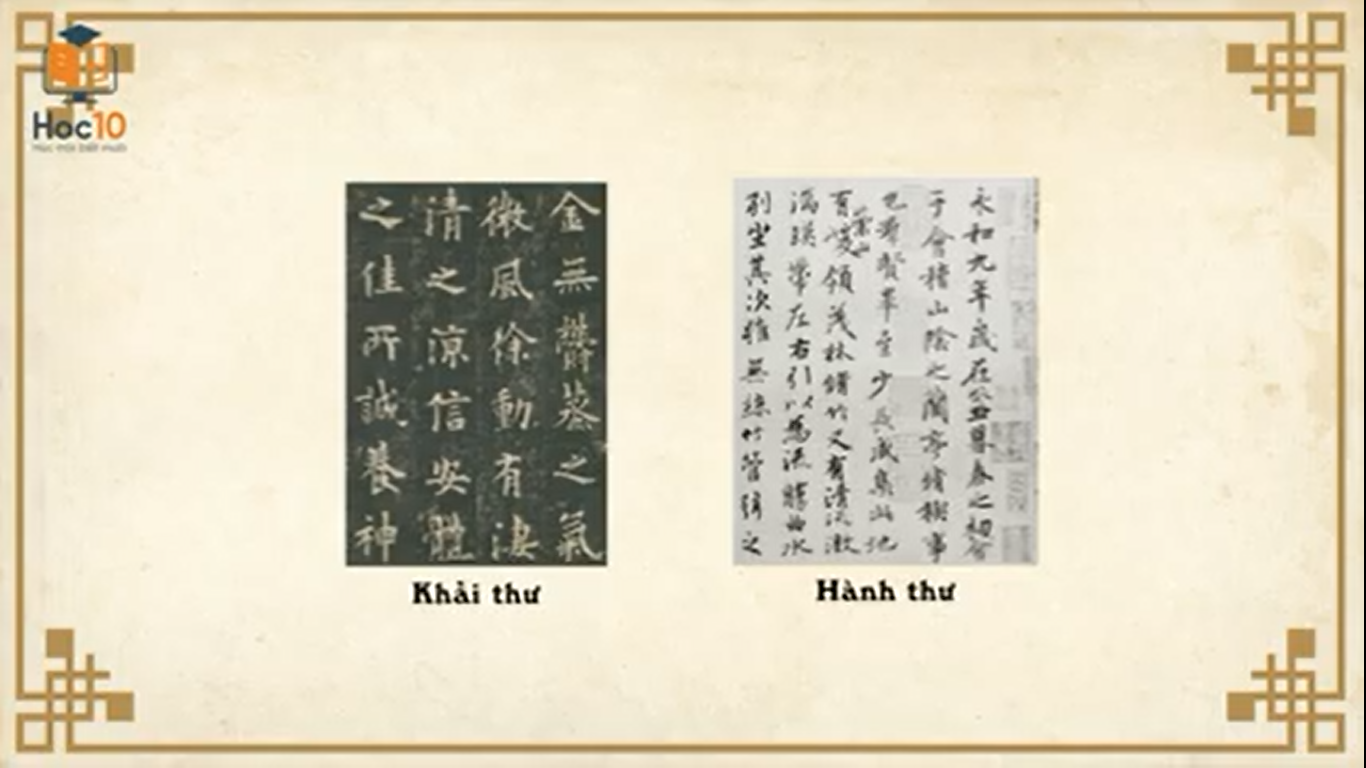 Hoc10
金無鬱蒸之氣
微風徐動有淒
清之涼信安體
之佳所誠養神
永和九年歲在癸丑暮春之初會
于會稽山陰之蘭亭脩禊事
也群賢畢至少長咸集此地
有崇山峻領茂林脩竹又有清流激
湍暎帶左右引以為流觴曲水
列坐其次雖無絲竹管弦之
Khải thư
Hành thư